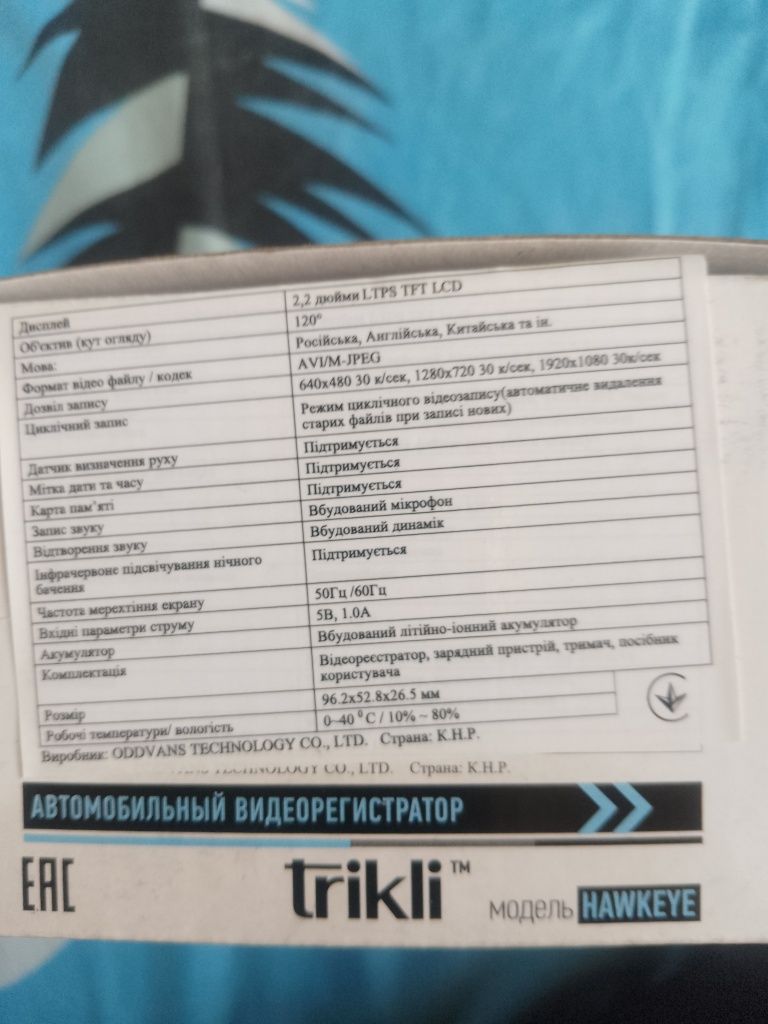 Дисплей 2,2 дюйми LTPS TFT LCD
Об'єктив (кут огляду) 120°
Мова: Російська, Англійська, Китайська та ін.
Формат відео файлу / кодек AVI/M-JPEG
Дозвіл запису 640x480 30 к/сек, 1280x720 30 к/сек, 1920x1080 30к/сек
Циклічний запис Режим циклічного відеозапису(автоматичне видалення
старих файлів при записі нових)
Датчик визначення руху Підтримується
Мітка дати та часу Підтримується
Карта пам'яті Підтримується
Запис звуку Вбудований мікрофон
Відтворення звуку Вбудований динамік
Інфрачервоне підсвічування нічного Підтримується
бачення
Частота мерехтіння екрану 50Гц /60Гц
Вхідні параметри струму 5В, 1.0А
Акумулятор Вбудований літійно-іонний акумулятор
Комплектація Відеореєстратор, зарядний пристрій, тримач, посібник
користувача
Розмір 96.2x52.8x26.5 мм
Робочі температури/ вологість 0~40 ⁰С / 10% ~ 80%
Виробник: ODDVANS TECHNOLOGY CO., LTD. Страна: К.Н.Р.
TECHNOLOGY CO., LTD. Страна: К.Н.Р.
АВТОМОБИЛЬНЫЙ ВИДЕОРЕГИСТРАТОР
EAC trikli™ модель HAWKEYE